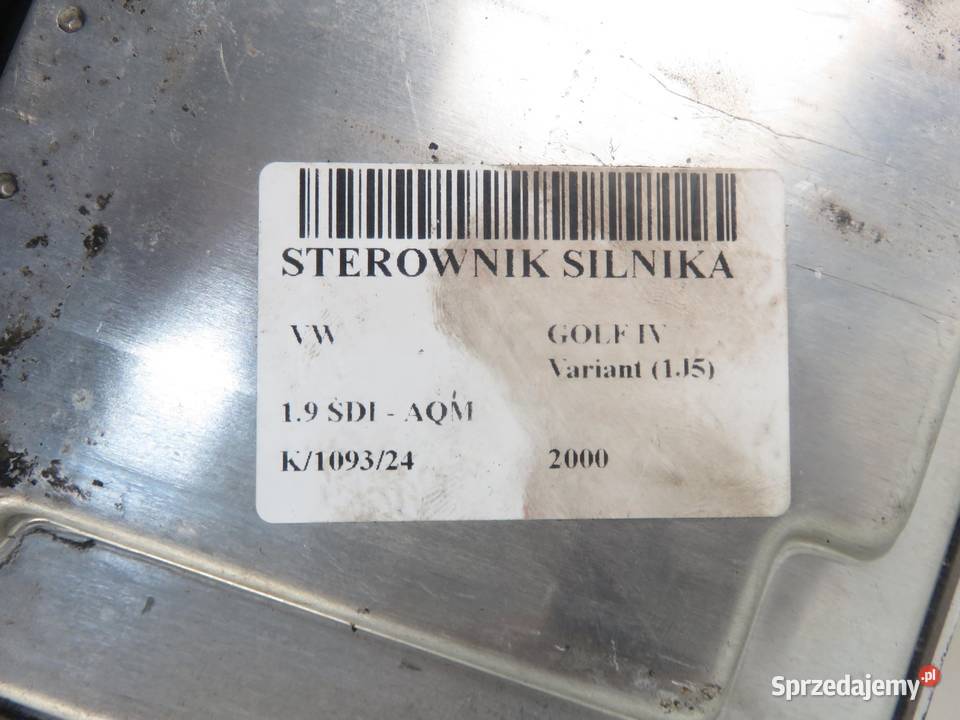 STEROWNIK SILNIKA
VW GOLF IV
Variant (1J5)
1.9 SDI - AQM
K/1093/24 2000
Sprzedajemy.pl